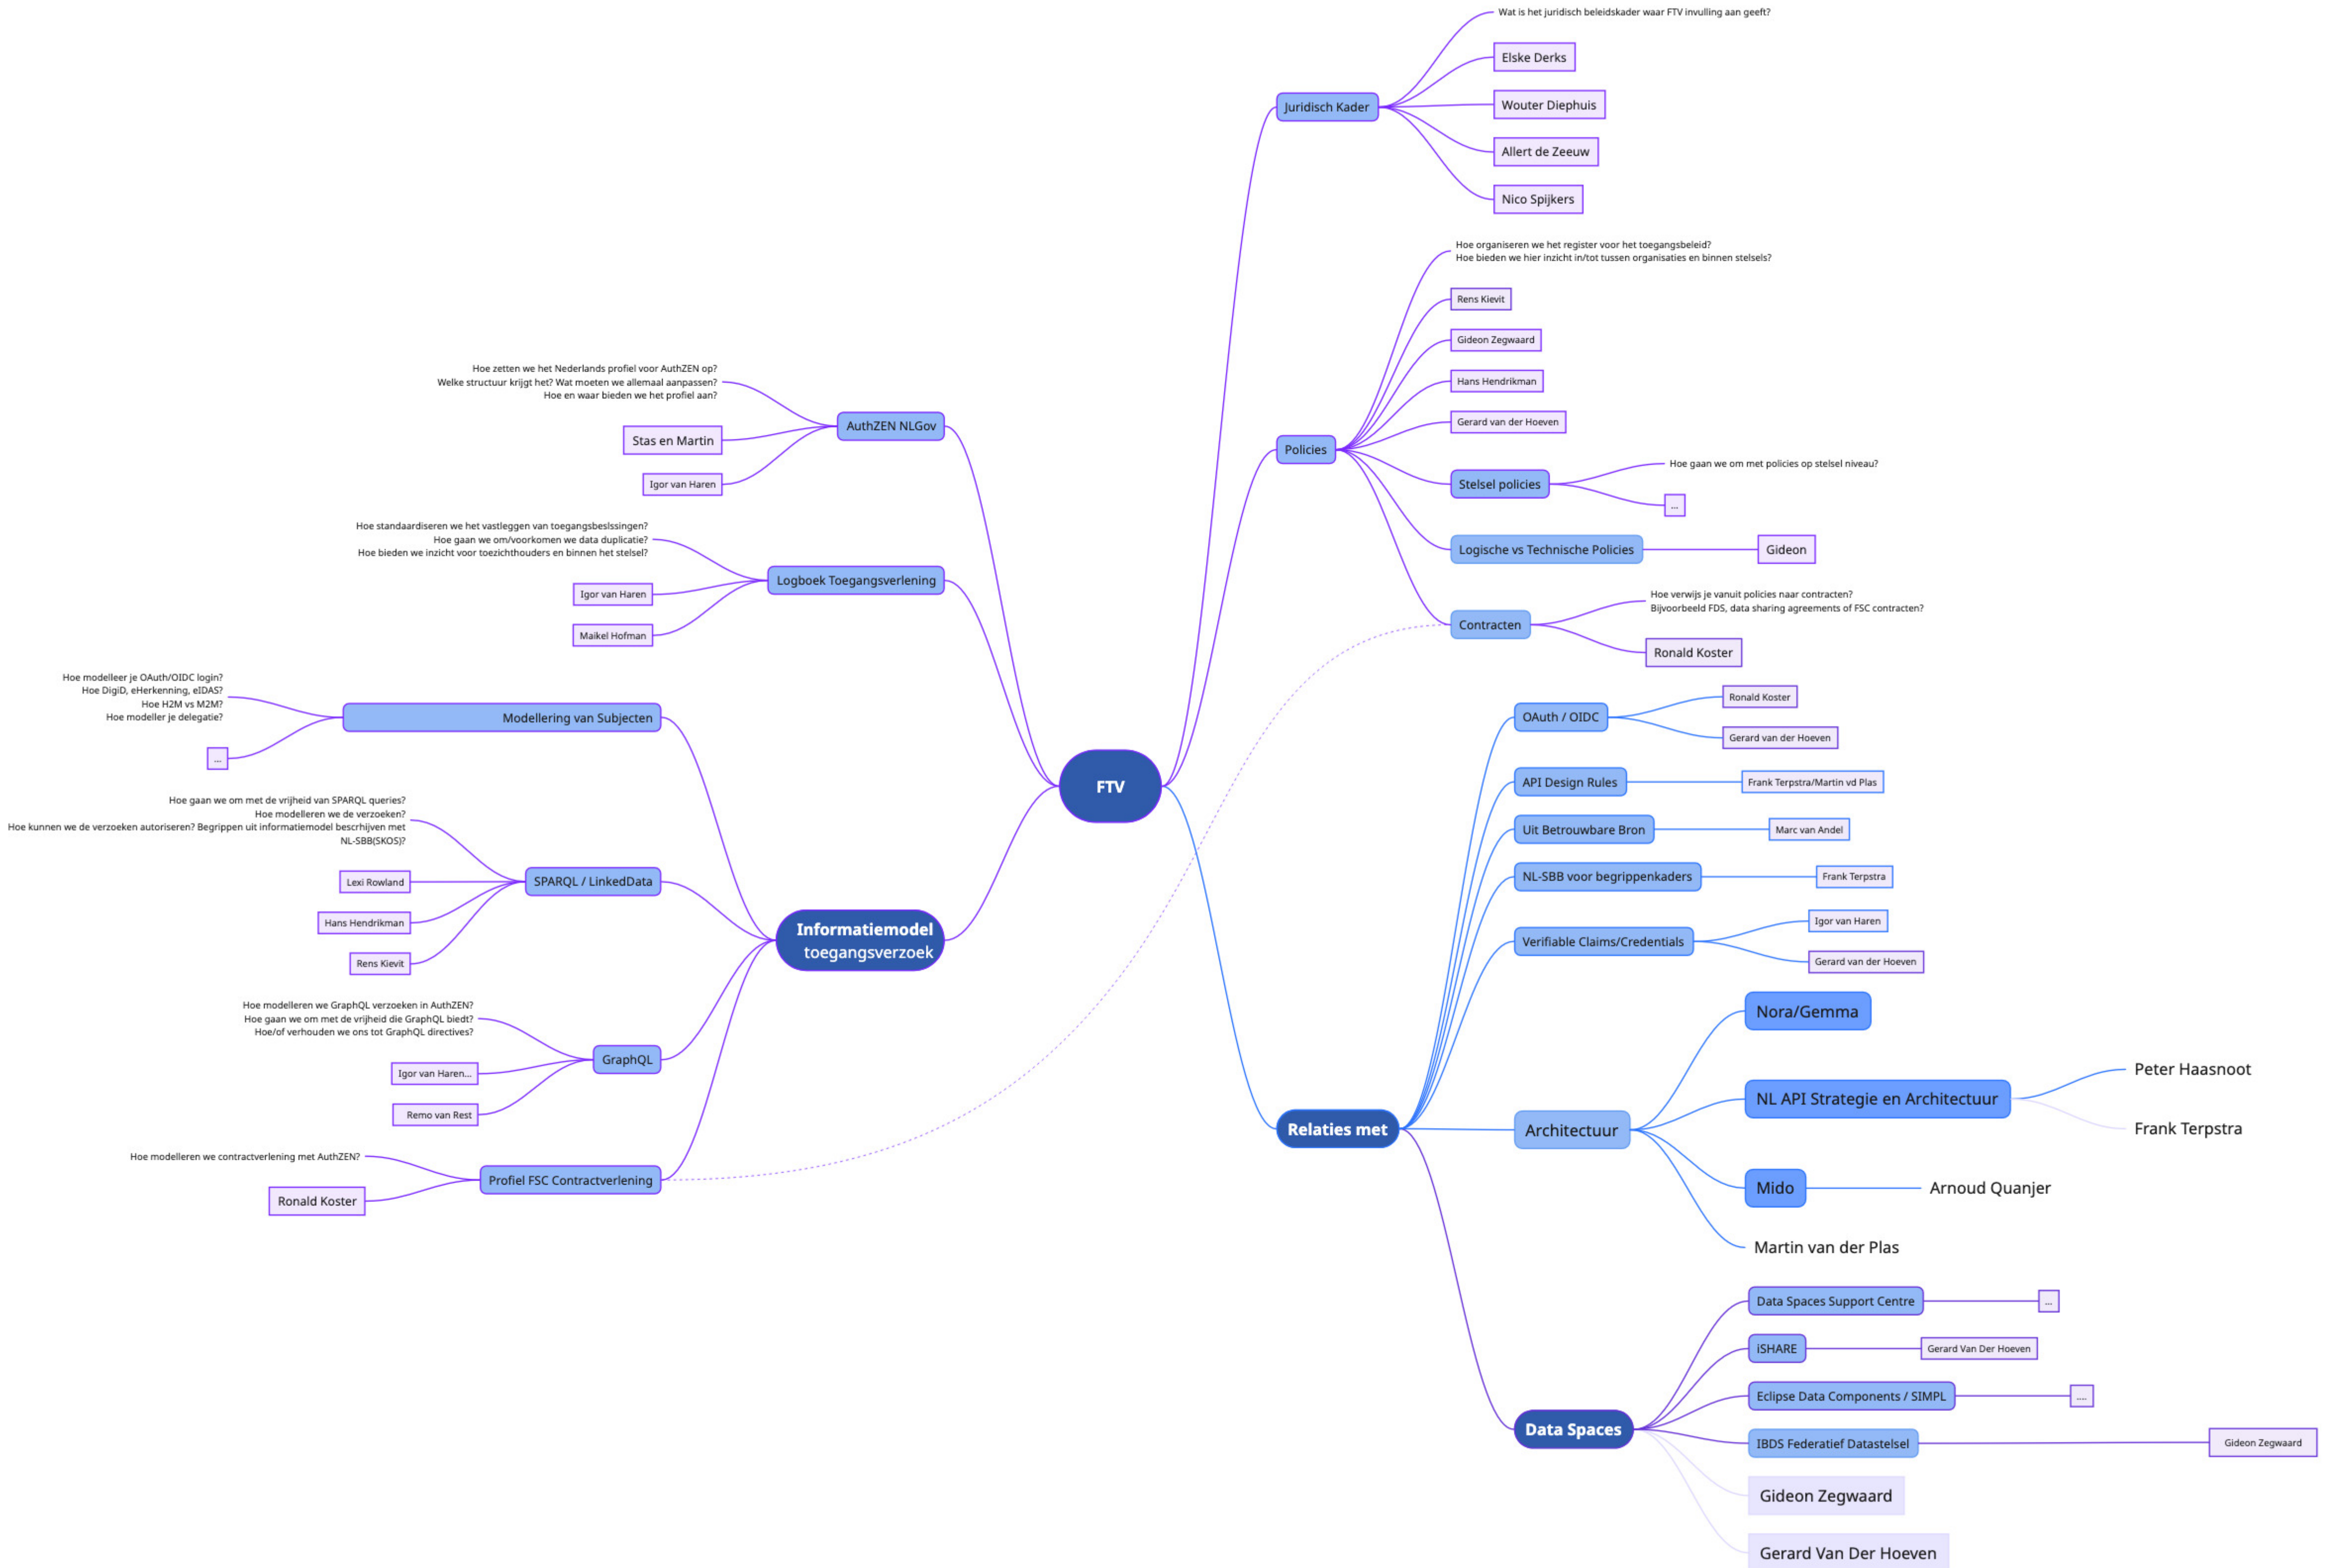 FTV
Juridisch Kader
Wat is het juridisch beleidskader waar FTV invulling aan geeft?
Elske Derks
Wouter Diephuis
Allert de Zeeuw
Nico Spijkers
Policies
Hoe organiseren we het register voor het toegangsbeleid?
Hoe bieden we hier inzicht in/tot tussen organisaties en binnen stelsels?
Rens Kievit
Gideon Zegwaard
Hans Hendrikman
Gerard van der Hoeven
Stelsel policies
Hoe gaan we om met policies op stelsel niveau?
...
Logische vs Technische Policies
Gideon
Contracten
Hoe verwijs je vanuit policies naar contracten?
Bijvoorbeeld FDS, data sharing agreements of FSC contracten?
Ronald Koster
Relaties met
OAuth / OIDC
Ronald Koster
Gerard van der Hoeven
API Design Rules
Frank Terpstra/Martin vd Plas
Uit Betrouwbare Bron
Marc van Andel
NL-SBB voor begrippenkaders
Frank Terpstra
Verifiable Claims/Credentials
Igor van Haren
Gerard van der Hoeven
Architectuur
Nora/Gemma
NL API Strategie en Architectuur
Peter Haasnoot
Frank Terpstra
Mido
Arnoud Quanjer
Martin van der Plas
Data Spaces
Data Spaces Support Centre
...
iSHARE
Gerard Van Der Hoeven
Eclipse Data Components / SIMPL
....
IBDS Federatief Datastelsel
Gideon Zegwaard
Gideon Zegwaard
Gerard Van Der Hoeven
AuthZEN NLGov
Hoe zetten we het Nederlands profiel voor AuthZEN op?
Welke structuur krijgt het? Wat moeten we allemaal aanpassen?
Hoe en waar bieden we het profiel aan?
Stas en Martin
Igor van Haren
Logboek Toegangsverlening
Hoe standaardiseren we het vastleggen van toegangsbeslssingen?
Hoe gaan we om/voorkomen we data duplicatie?
Hoe bieden we inzicht voor toezichthouders en binnen het stelsel?
Igor van Haren
Maikel Hofman
Informatiemodel
toegangsverzoek
Modellering van Subjecten
Hoe modelleer je OAuth/OIDC login?
Hoe DigiD, eHerkenning, eIDAS?
Hoe H2M vs M2M?
Hoe modeller je delegatie?
...
SPARQL / LinkedData
Hoe gaan we om met de vrijheid van SPARQL queries?
Hoe modelleren we de verzoeken?
Hoe kunnen we de verzoeken autoriseren? Begrippen uit informatiemodel bescrhijven met
NL-SBB(SKOS)?
Lexi Rowland
Hans Hendrikman
Rens Kievit
GraphQL
Hoe modelleren we GraphQL verzoeken in AuthZEN?
Hoe gaan we om met de vrijheid die GraphQL biedt?
Hoe/of verhouden we ons tot GraphQL directives?
Igor van Haren...
Remo van Rest
Profiel FSC Contractverlening
Hoe modelleren we contractverlening met AuthZEN?
Ronald Koster